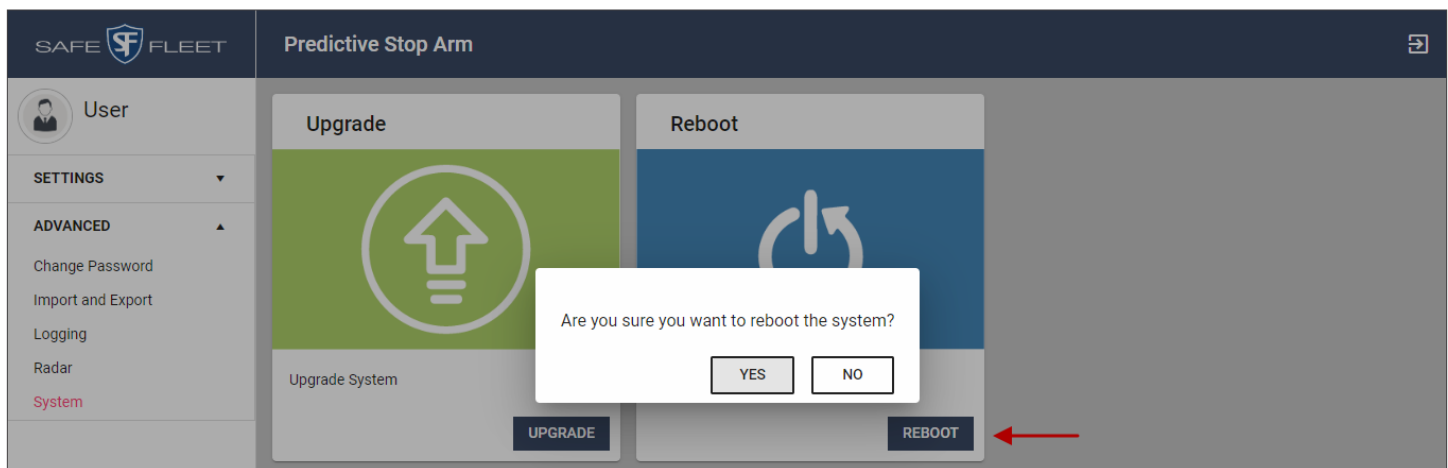 SAFE SF FLEET
Predictive Stop Arm
User
SETTINGS
ADVANCED
Change Password
Import and Export
Logging
Radar
System
Upgrade
Upgrade System
UPGRADE
Reboot
REBOOT
Are you sure you want to reboot the system?
YES NO